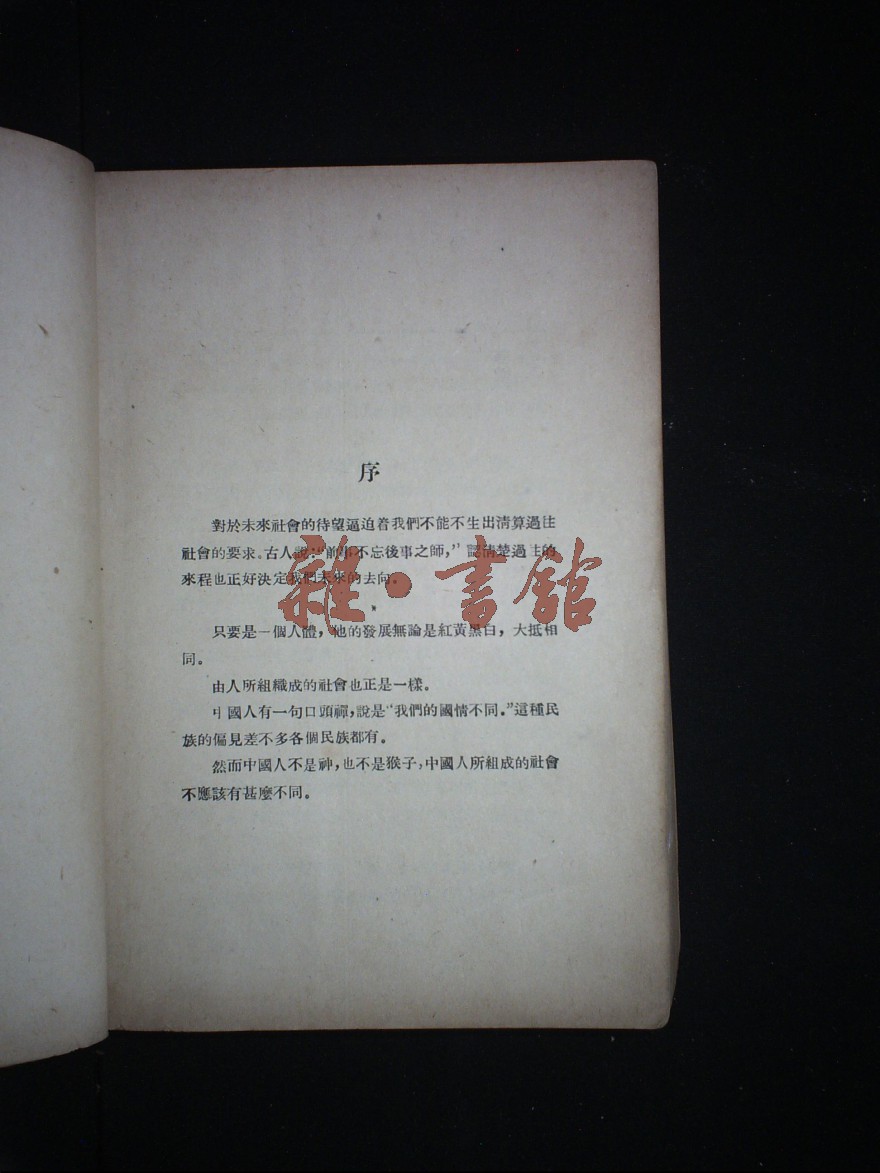 序
對於未來社會的待望逼迫着我們不能不生出清算過往
社會的要求。古人說:“前事不忘後事之師,”認清楚過往的
來程也正好決定我們未來的去向。
只要是一個人體,他的發展無論是紅黃黑白,大抵相
同。
由人所組織成的社會也正是一樣。
中國人有一句口頭禪,說是“我們的國情不同。”這種民
族的偏見差不多各個民族都有。
然而中國人不是神,也不是猴子,中國人所組成的社會
不應該有甚麼不同。
雜·書館